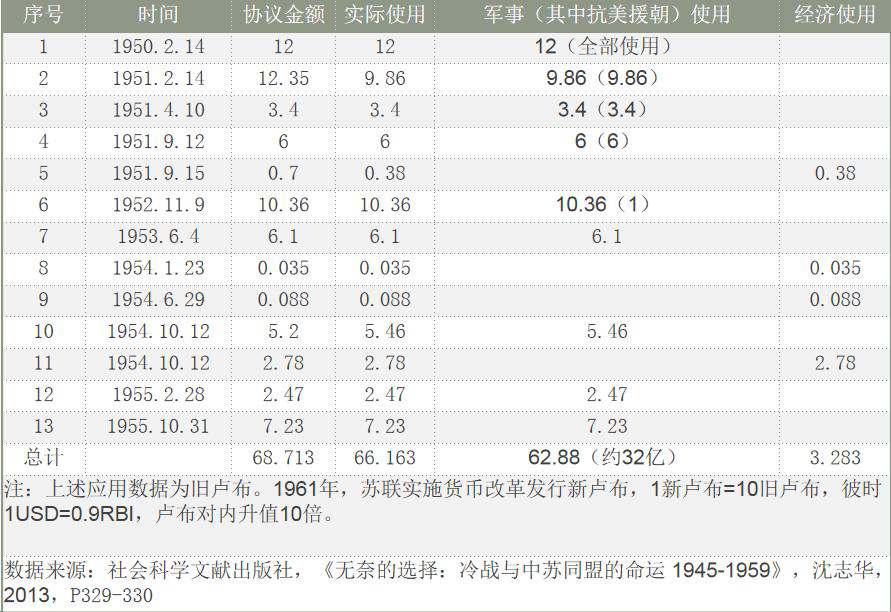 序号 时间 协议金额 实际使用 军事（其中抗美援朝）使用 经济使用
1 1950.2.14 12 12 12（全部使用）
2 1951.2.14 12.35 9.86 9.86（9.86）
3 1951.4.10 3.4 3.4 3.4（3.4）
4 1951.9.12 6 6 6（6）
5 1951.9.15 0.7 0.38 0.38
6 1952.11.9 10.36 10.36 10.36（1）
7 1953.6.4 6.1 6.1 6.1
8 1954.1.23 0.035 0.035 0.035
9 1954.6.29 0.088 0.088 0.088
10 1954.10.12 5.2 5.46 5.46
11 1954.10.12 2.78 2.78 2.78
12 1955.2.28 2.47 2.47 2.47
13 1955.10.31 7.23 7.23 7.23
总计 68.713 66.163 62.88（约32亿） 3.283
注：上述应用数据为旧卢布。1961年，苏联实施货币改革发行新卢布，1新卢布=10旧卢布，彼时
1USD=0.9RBI，卢布对内升值10倍。
数据来源：社会科学文献出版社，《无奈的选择：冷战与中苏同盟的命运 1945-1959》，沈志华，
2013，P329-330